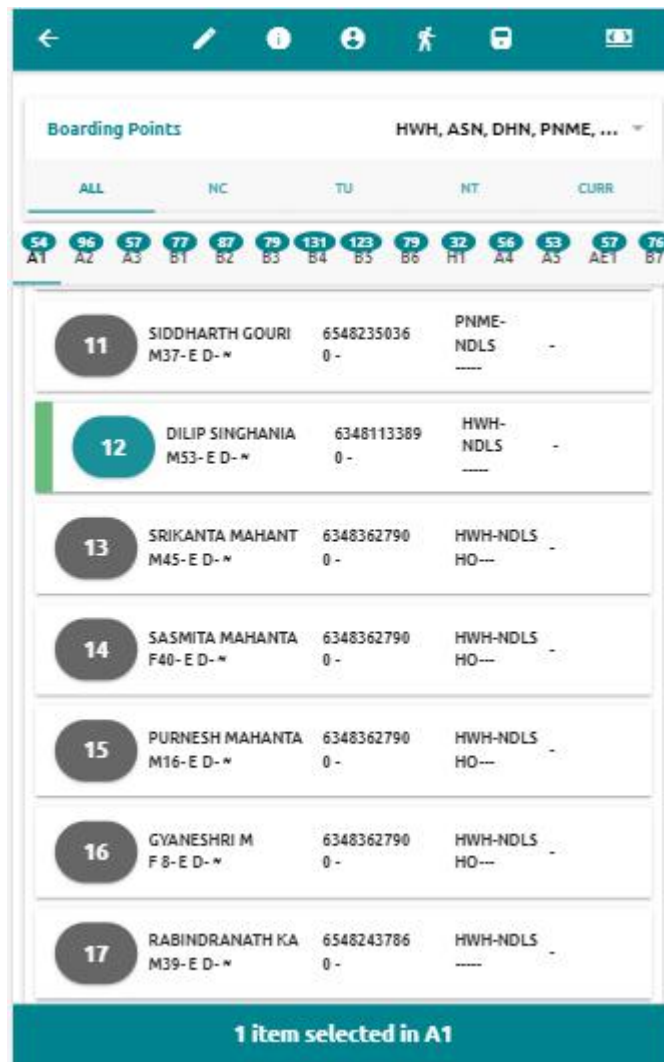 Boarding Points HWH, ASN, DHN, PNME, ...
ALL NC TU NT CURR
54 96 57 77 87 79 131 123 79 32 56 53 57 76
A1 A2 A3 B1 B2 B3 B4 B5 B6 H1 A4 A5 AE1 B7
11 SIDDHARTH GOURI 6548235036 PNME-
M37- E D- ~ 0 - NDLS -
-----
12 DILIP SINGHANIA 6348113389 HWH-
M53- E D- ~ 0 - NDLS -
-----
13 SRIKANTA MAHANT 6348362790 HWH-NDLS -
M45- E D- ~ 0 - HO---
14 SASMITA MAHANTA 6348362790 HWH-NDLS -
F40- E D- ~ 0 - HO---
15 PURNESH MAHANTA 6348362790 HWH-NDLS -
M16- E D- ~ 0 - HO---
16 GYANESHRI M 6348362790 HWH-NDLS -
F 8- E D- ~ 0 - HO---
17 RABINDRANATH KA 6548243786 HWH-NDLS -
M39- E D- ~ 0 - -----
1 item selected in A1